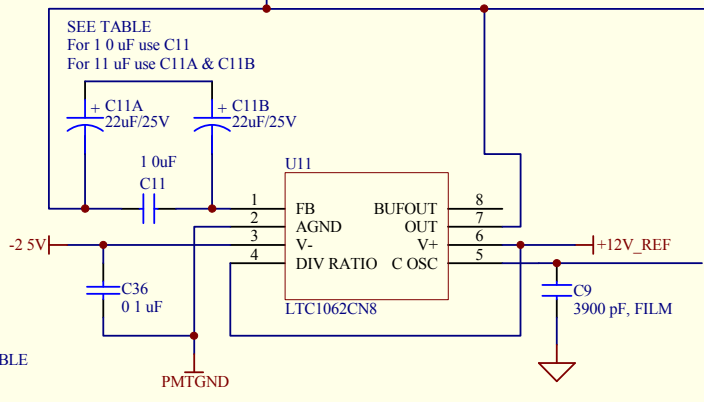 SEE TABLE
For 1 0 uF use C11
For 11 uF use C11A & C11B
+ C11A
22uF/25V
+ C11B
22uF/25V
1 0uF
C11
U11
1 FB BUFOUT 8
2 AGND OUT 7
3 V- V+ 6
4 DIV RATIO C OSC 5
LTC1062CN8
-2 5V
+12V_REF
C36
0 1 uF
C9
3900 pF, FILM
BLE
PMTGND